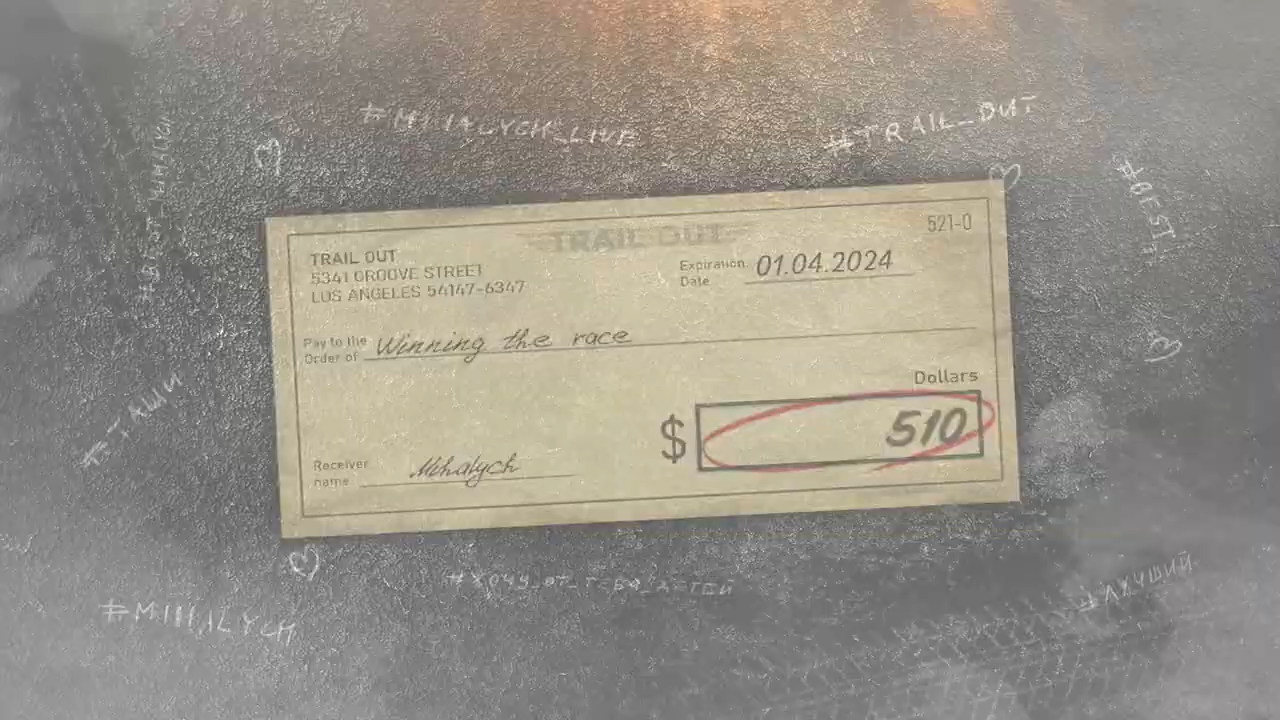 #MIHALYCH_LIVE
#TRAIL_OUT
#BEST
TRAIL OUT
521-0
TRAIL OUT
5341 GROOVE STREET
LOS ANGELES 54147-6347
Expiration Date 01.04.2024
Pay to the Order of Winning the race
Dollars
$ 510
Receiver name Mihalych
#ТАЩИ
#MIHALYCH